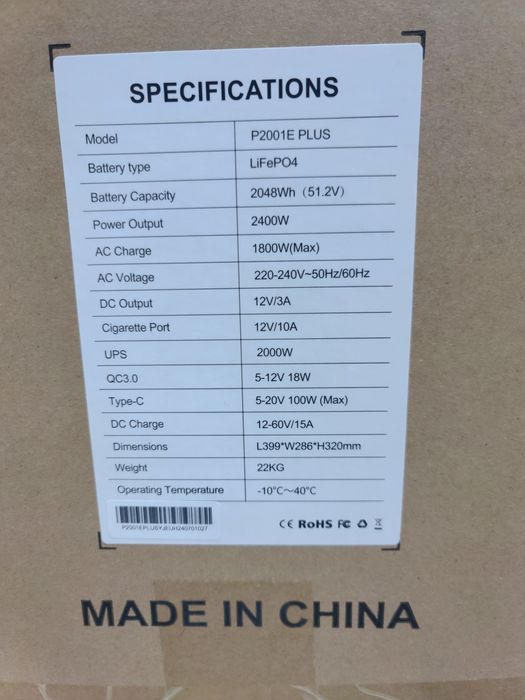 SPECIFICATIONS
Model P2001E PLUS
Battery type LiFePO4
Battery Capacity 2048Wh（51.2V）
Power Output 2400W
AC Charge 1800W(Max)
AC Voltage 220-240V~50Hz/60Hz
DC Output 12V/3A
Cigarette Port 12V/10A
UPS 2000W
QC3.0 5-12V 18W
Type-C 5-20V 100W (Max)
DC Charge 12-60V/15A
Dimensions L399*W286*H320mm
Weight 22KG
Operating Temperature -10°C～40°C
CE RoHS FC
MADE IN CHINA